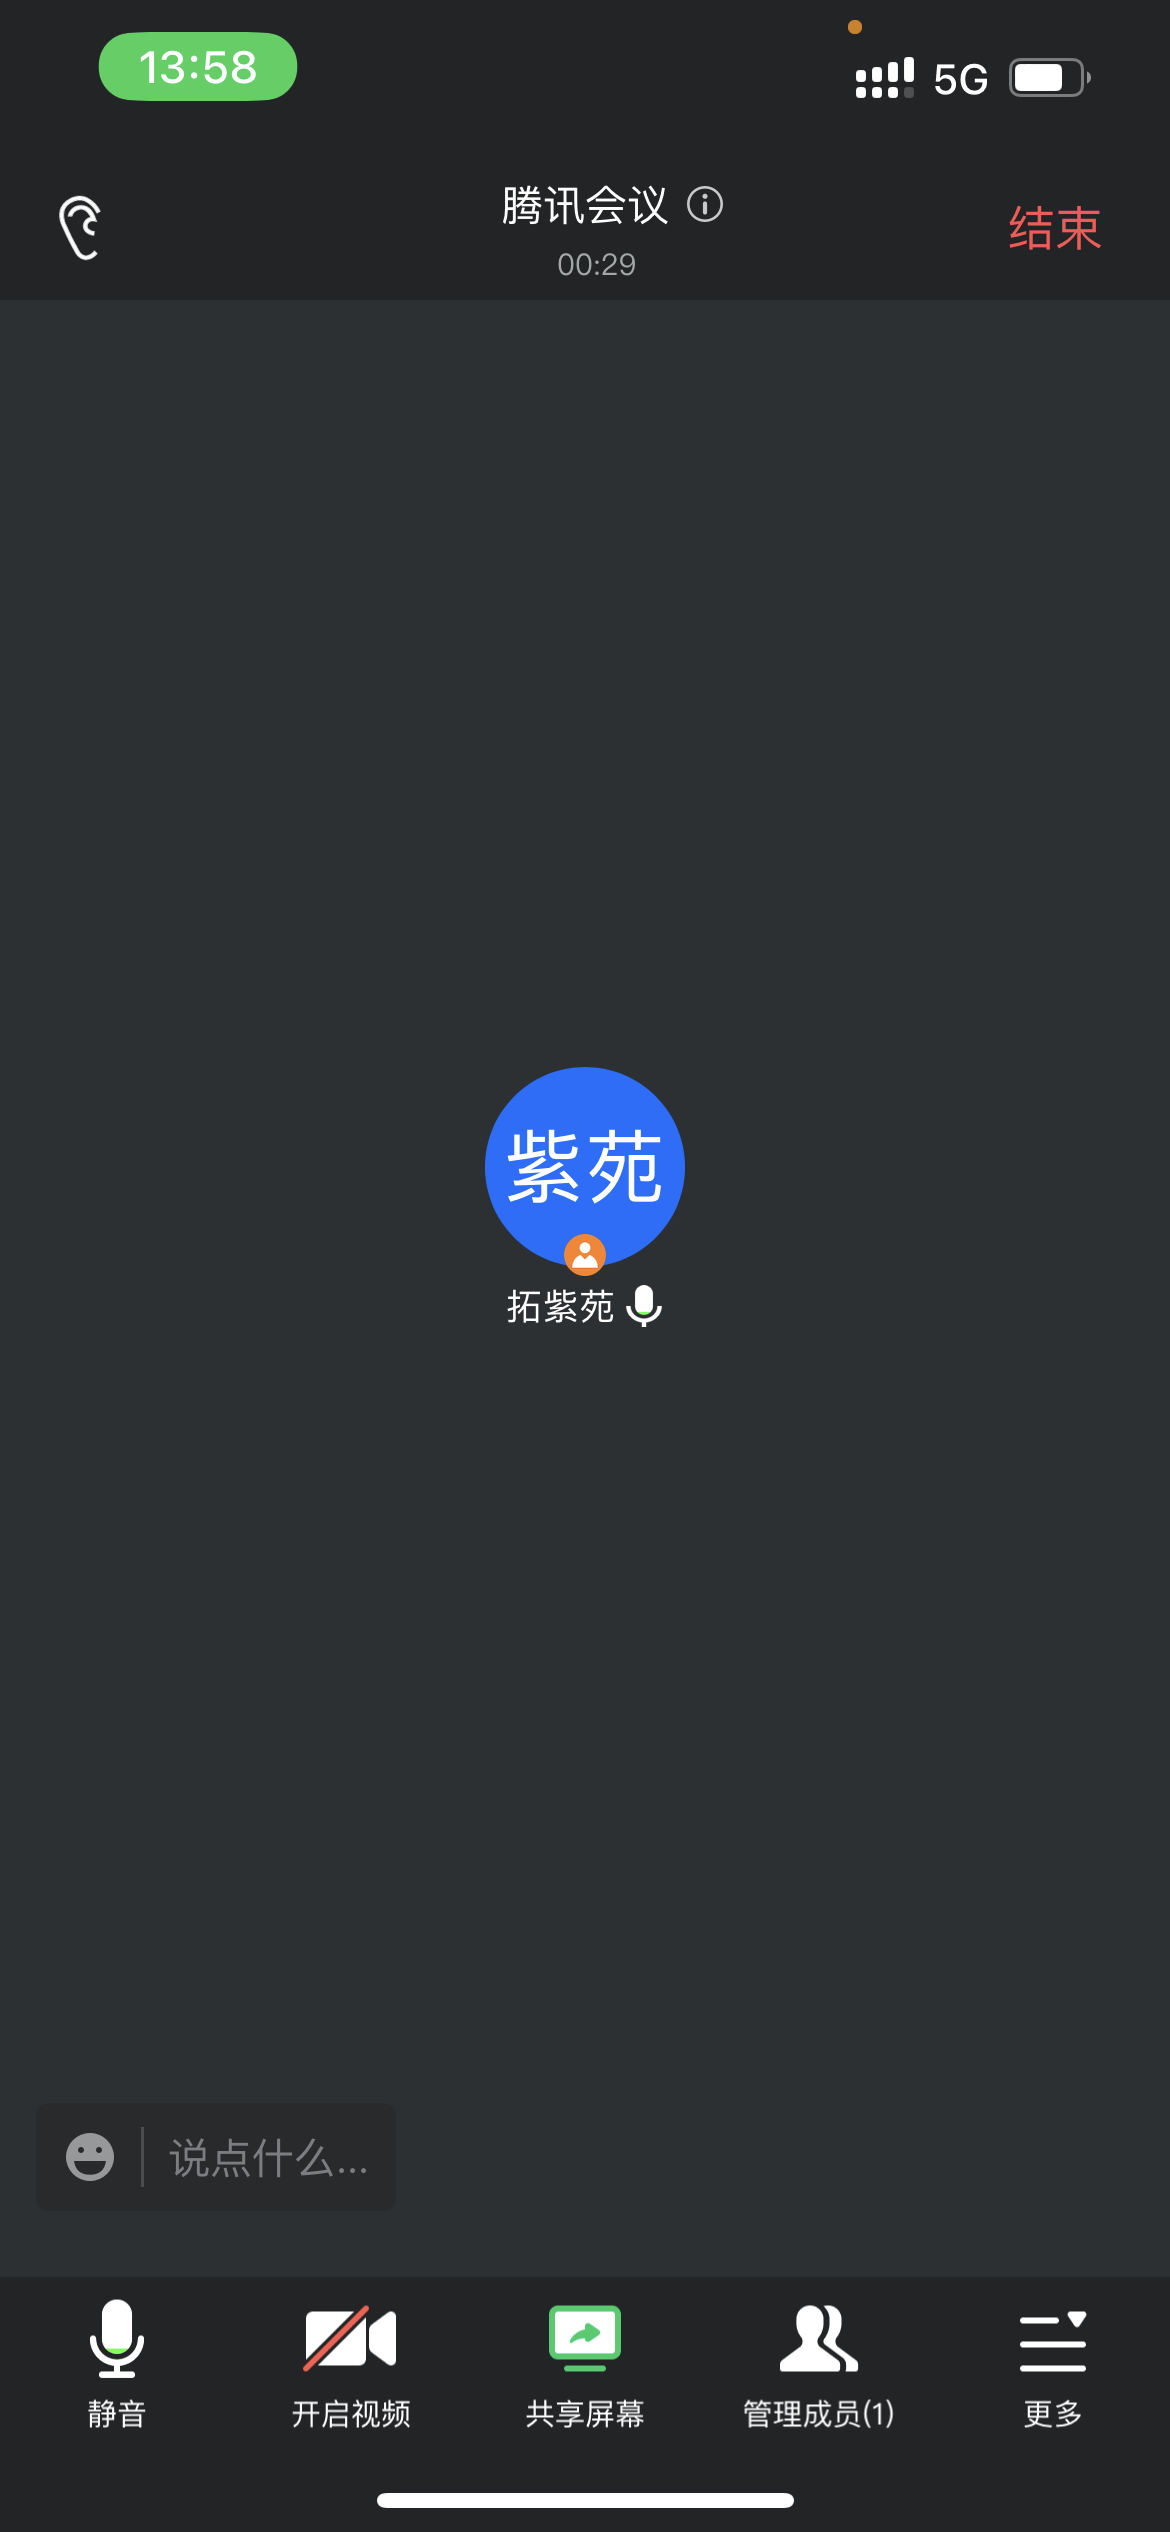 13:58
5G
腾讯会议
结束
00:29
紫苑
拓紫苑
说点什么...
静音
开启视频
共享屏幕
管理成员(1)
更多